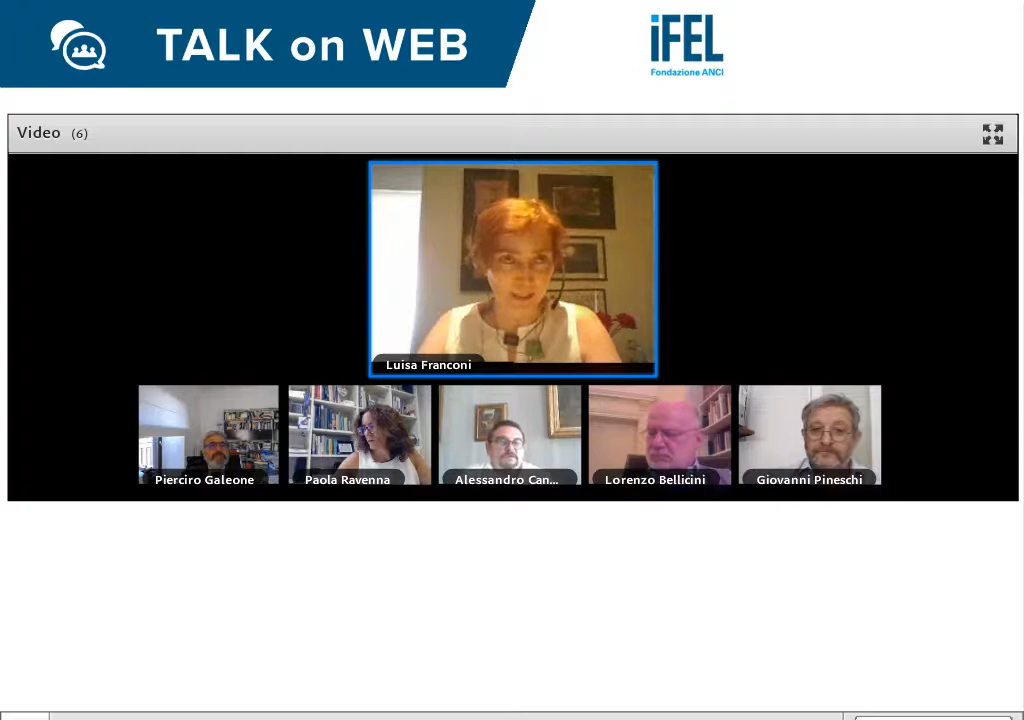 TALK on WEB
iFEL
Fondazione ANCI
Video (6)
Luisa Franconi
Pierciro Galeone
Paola Ravenna
Alessandro Can...
Lorenzo Bellicini
Giovanni Pineschi